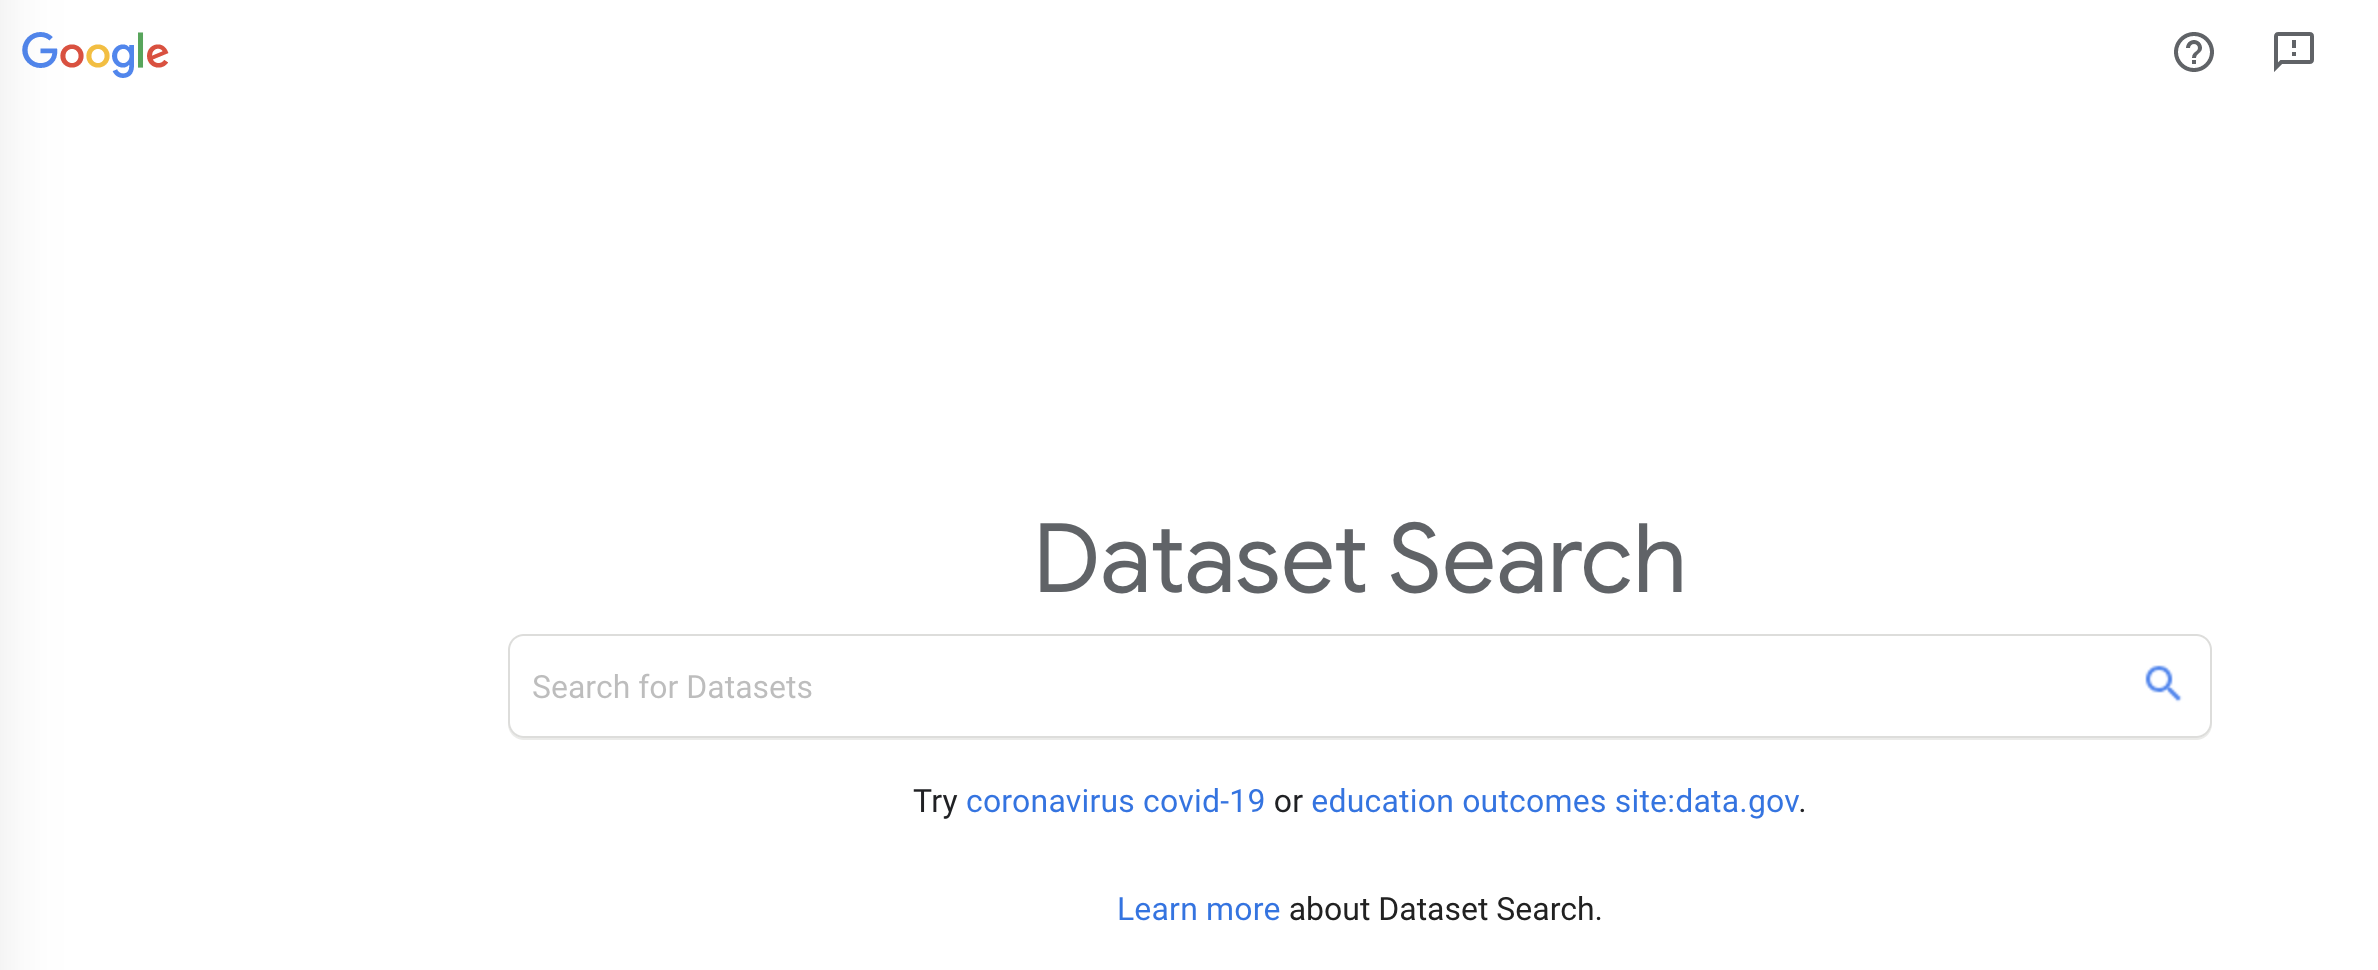 Google
Dataset Search
Search for Datasets
Try coronavirus covid-19 or education outcomes site:data.gov.
Learn more about Dataset Search.